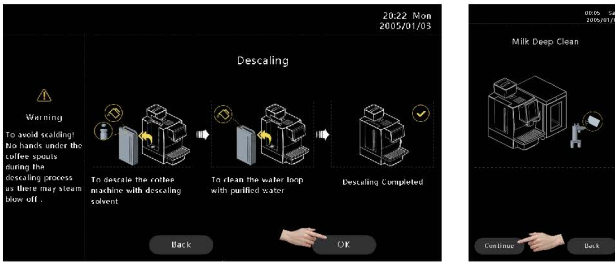 20:22 Mon
2005/01/03
Descaling
Warning
To avoid scalding!
No hands under the
coffee spouts
during the
descaling process
as there may steam
blow off .
To descale the coffee
machine with descaling
solvent
To clean the water loop
with purified water
Descaling Completed
Back
OK
00:05
Milk Deep Clean
Continue
Back